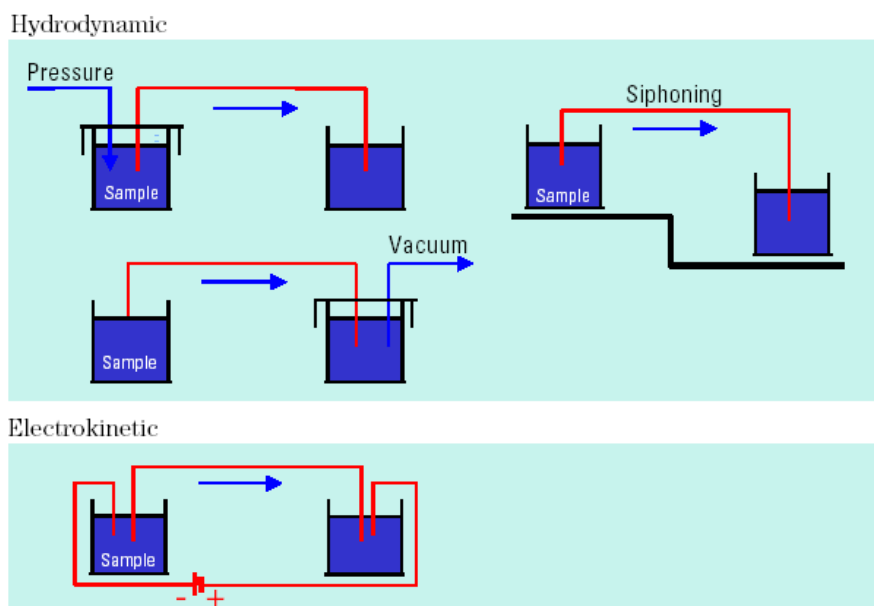 Hydrodynamic
Pressure
Sample
Siphoning
Sample
Vacuum
Sample
Electrokinetic
Sample
- +